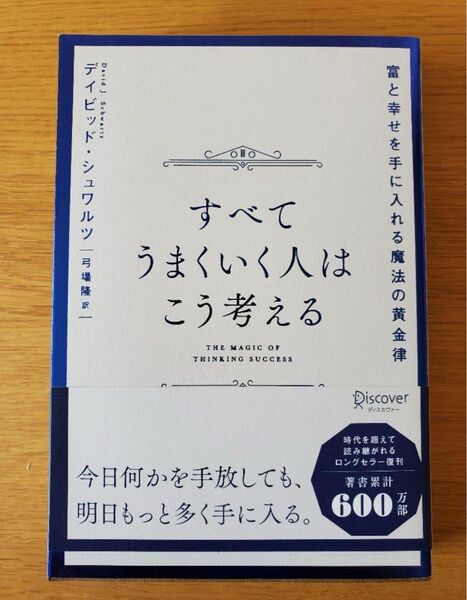 富と幸せを手に入れる魔法の黄金律
すべて
うまくいく人は
こう考える
THE MAGIC OF
THINKING SUCCESS
David J. Schwartz
デイビッド・シュワルツ
弓場隆 訳
Discover
ディスカヴァー
時代を超えて
読み継がれる
ロングセラー復刊
著書累計
600万部
今日何かを手放しても、
明日もっと多く手に入る。